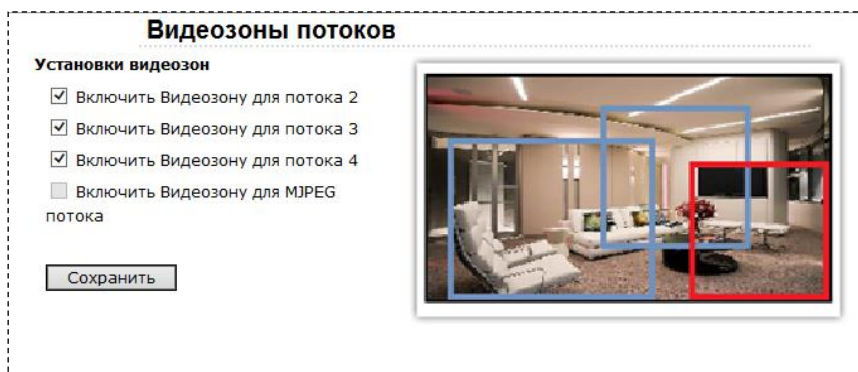 Видеозоны потоков
Установки видеозон
Включить Видеозону для потока 2
Включить Видеозону для потока 3
Включить Видеозону для потока 4
Включить Видеозону для MJPEG
потока
Сохранить